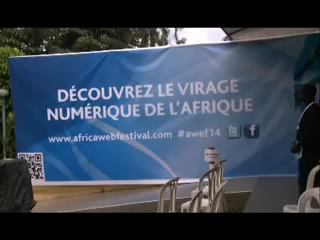 DÉCOUVREZ LE VIRAGE
NUMÉRIQUE DE L'AFRIQUE
www.africawebfestival.com #awef14